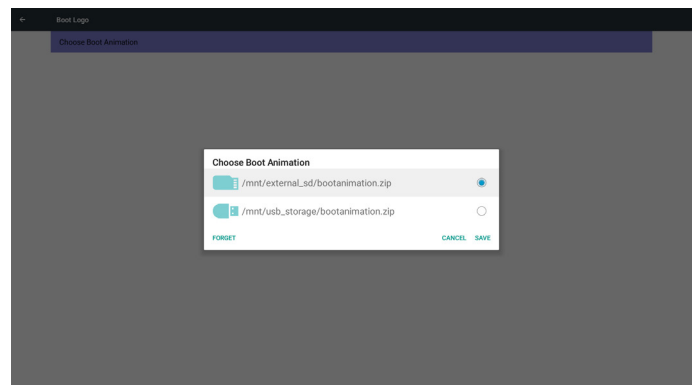 Boot Logo
Choose Boot Animation
Choose Boot Animation
/mnt/external_sd/bootanimation.zip
/mnt/usb_storage/bootanimation.zip
FORGET CANCEL SAVE